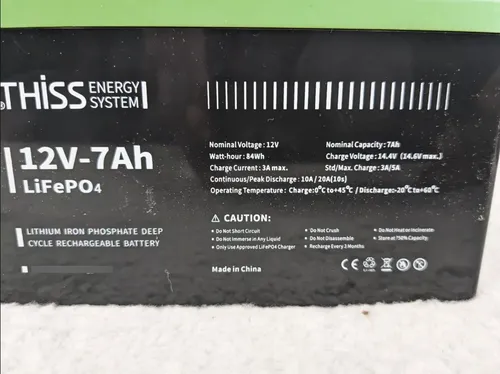 THiSS ENERGY SYSTEM
12V-7Ah
LiFePO4
LITHIUM IRON PHOSPHATE DEEP
CYCLE RECHARGEABLE BATTERY
Nominal Voltage : 12V
Nominal Capacity : 7Ah
Watt-hour : 84Wh
Charge Voltage : 14.4V (14.6V max.)
Charge Current : 3A max.
Std/Max. Charge : 3A/5A
Continuous/Peak Discharge : 10A / 20A(10s)
Operating Temperature : Charge:0°C to+45°C / Discharge:-20°C to+60°C
⚠ CAUTION:
• Do Not Short Circuit
• Do Not Crush
• Do Not Heat or Incinerate
• Do Not Immerse in Any Liquid
• Do Not Disassemble
• Store at 50% Capacity
• Only Use Approved LiFePO4 Charger
• Recharge Every 3 Months
Made in China
CE